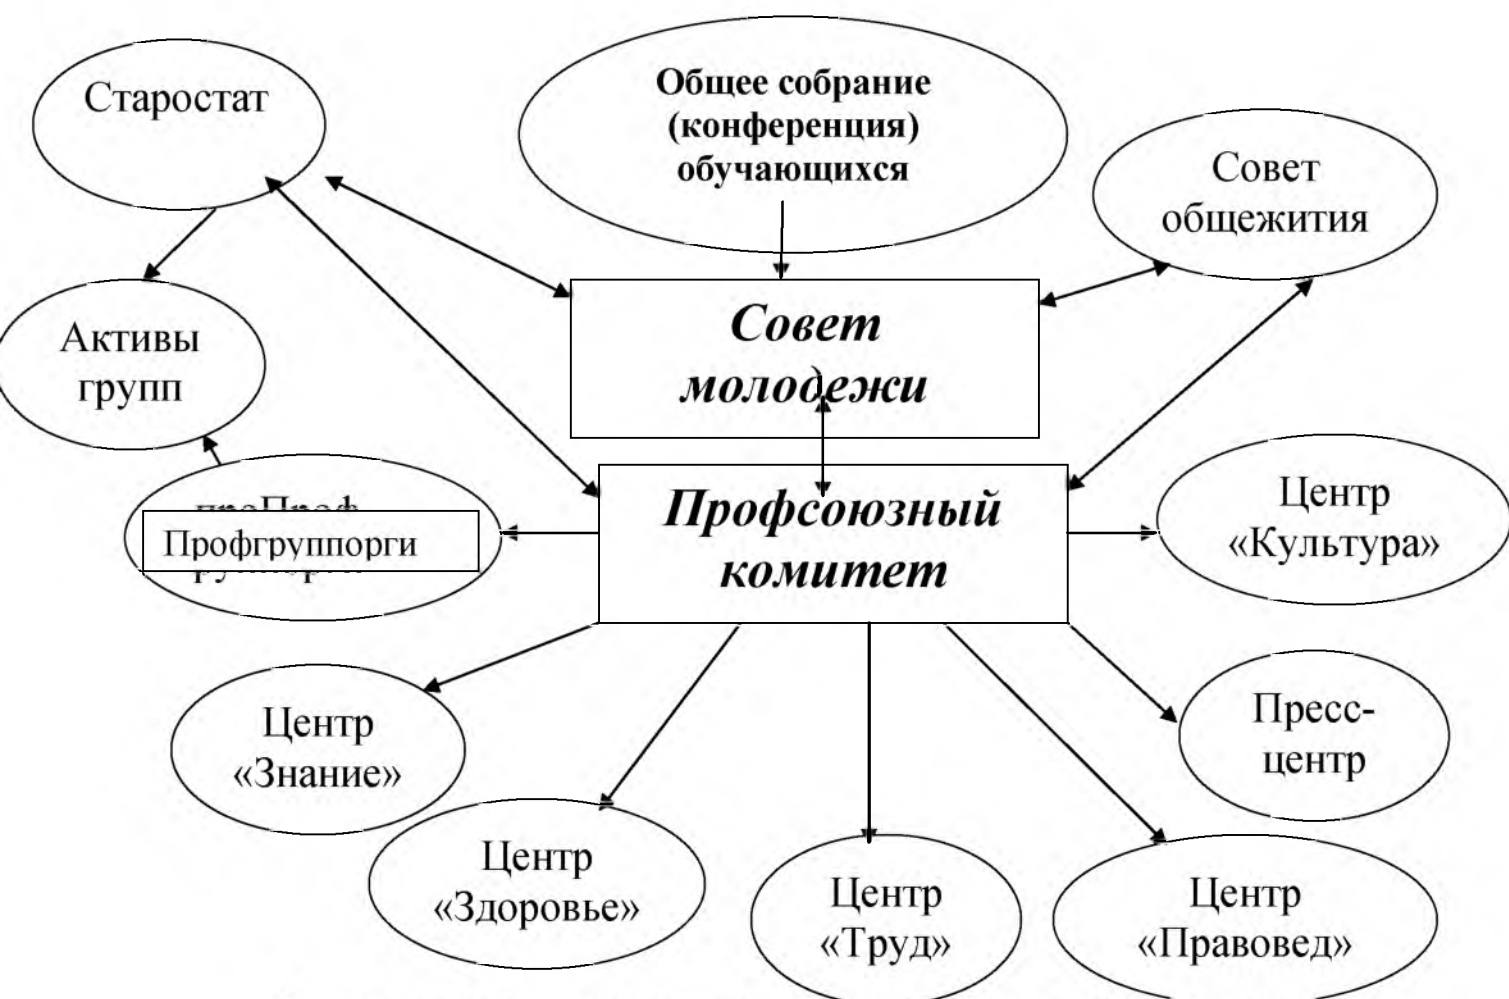 Старостат
Общее собрание
(конференция)
обучающихся
Совет
общежития
Совет
молодежи
Активы
групп
Профсоюзный
комитет
Центр
«Культура»
Профгруппорги
Центр
«Знание»
Пресс-
центр
Центр
«Здоровье»
Центр
«Труд»
Центр
«Правовед»